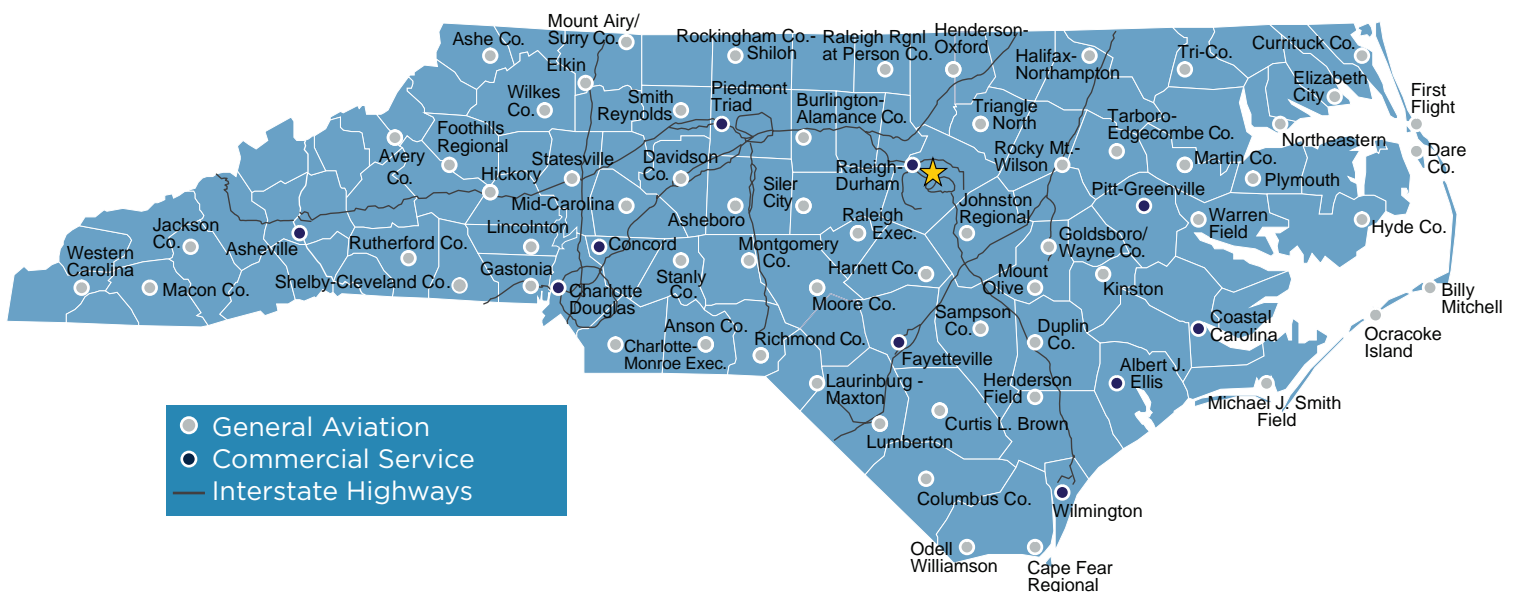 Mount Airy/
Surry Co.
Ashe Co.
Rockingham Co.-
Shiloh
Raleigh Rgnl
at Person Co.
Henderson-
Oxford
Halifax-
Northampton
Tri-Co.
Currituck Co.
Elkin
Elizabeth
City
First
Flight
Wilkes
Co.
Smith
Reynolds
Piedmont
Triad
Burlington-
Alamance Co.
Triangle
North
Tarboro-
Edgecombe Co.
Northeastern
Foothills
Regional
Avery
Co.
Hickory
Statesville
Davidson
Co.
Raleigh-
Durham
Rocky Mt.-
Wilson
Martin Co.
Dare
Co.
Plymouth
Pitt-Greenville
Mid-Carolina
Asheboro
Siler
City
Raleigh
Exec.
Johnston
Regional
Warren
Field
Hyde Co.
Jackson
Co.
Asheville
Rutherford Co.
Lincolnton
Concord
Montgomery
Co.
Goldsboro/
Wayne Co.
Western
Carolina
Macon Co.
Shelby-Cleveland Co.
Gastonia
Charlotte
Douglas
Stanly
Co.
Harnett Co.
Moore Co.
Mount
Olive
Kinston
Billy
Mitchell
Ocracoke
Island
Anson Co.
Charlotte-
Monroe Exec.
Richmond Co.
Fayetteville
Sampson
Co.
Duplin
Co.
Coastal
Carolina
Albert J.
Ellis
Laurinburg -
Maxton
Henderson
Field
Michael J. Smith
Field
Curtis L. Brown
Lumberton
General Aviation
Commercial Service
Interstate Highways
Columbus Co.
Wilmington
Odell
Williamson
Cape Fear
Regional